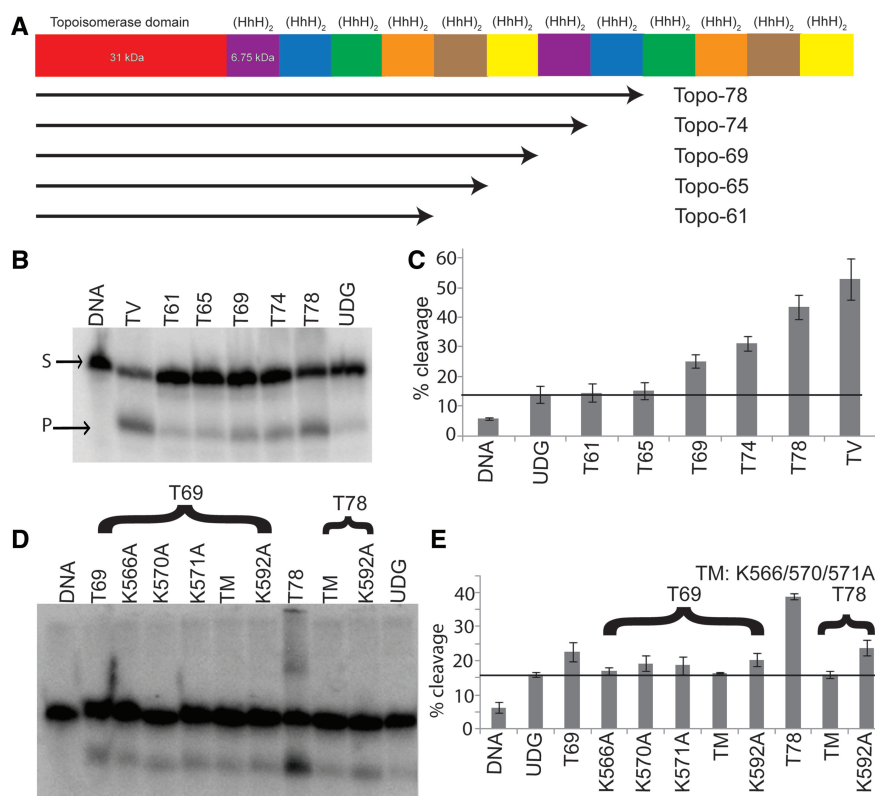 A
Topoisomerase domain (HhH)2 (HhH)2 (HhH)2 (HhH)2 (HhH)2 (HhH)2 (HhH)2 (HhH)2 (HhH)2 (HhH)2 (HhH)2 (HhH)2
31 kDa 6.75 kDa
Topo-78
Topo-74
Topo-69
Topo-65
Topo-61
B
DNA TV T61 T65 T69 T74 T78 UDG
S
P
C
% cleavage
60
50
40
30
20
10
0
DNA UDG T61 T65 T69 T74 T78 TV
D
T69
T78
DNA T69 K566A K570A K571A TM K592A T78 TM K592A UDG
E
TM: K566/570/571A
T69
T78
% cleavage
40
30
20
10
0
DNA UDG T69 K566A K570A K571A TM K592A T78 TM K592A